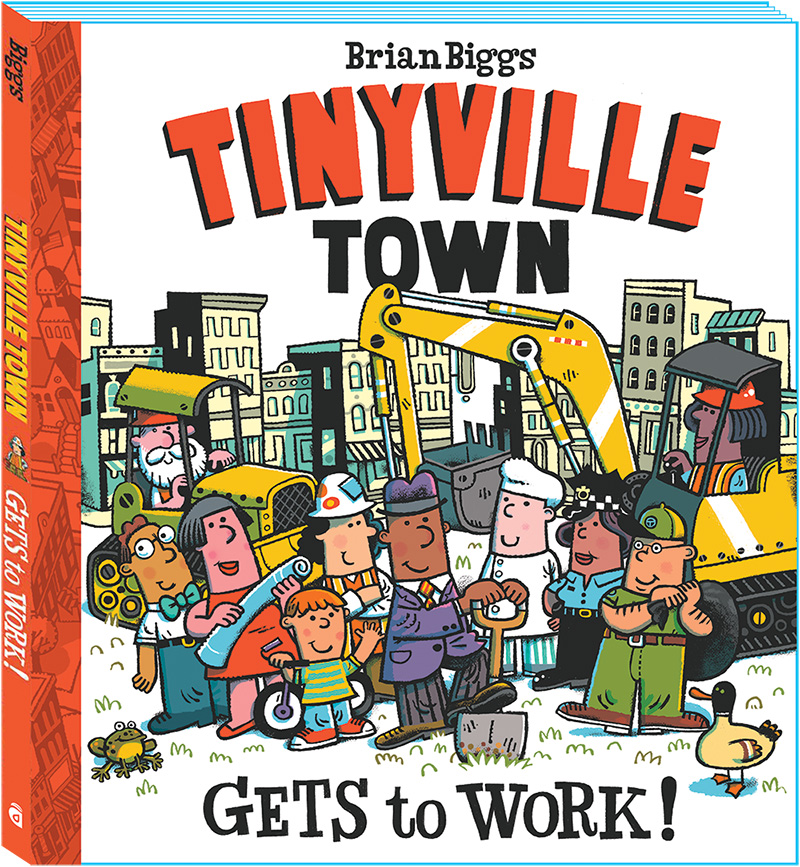 Brian Biggs
TINYVILLE
TOWN
GETS to WORK!
Biggs
TINYVILLE TOWN
GETS to WORK!